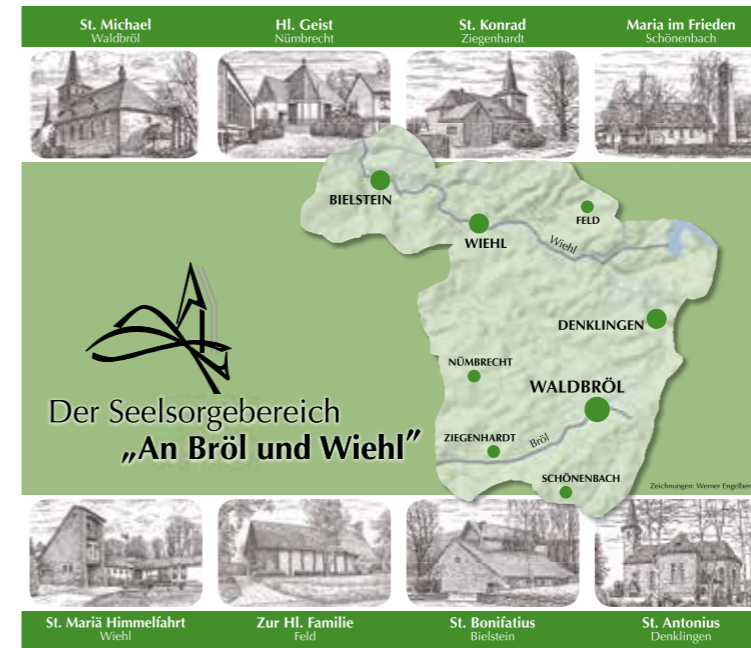 St. Michael
Waldbröl
Hl. Geist
Nümbrecht
St. Konrad
Ziegenhardt
Maria im Frieden
Schönenbach
BIELSTEIN
WIEHL
FELD
Wiehl
DENKLINGEN
NÜMBRECHT
WALDBRÖL
ZIEGENHARDT
Bröl
SCHÖNENBACH
Der Seelsorgebereich
„An Bröl und Wiehl”
Zeichnungen: Werner Engelber
St. Mariä Himmelfahrt
Wiehl
Zur Hl. Familie
Feld
St. Bonifatius
Bielstein
St. Antonius
Denklingen